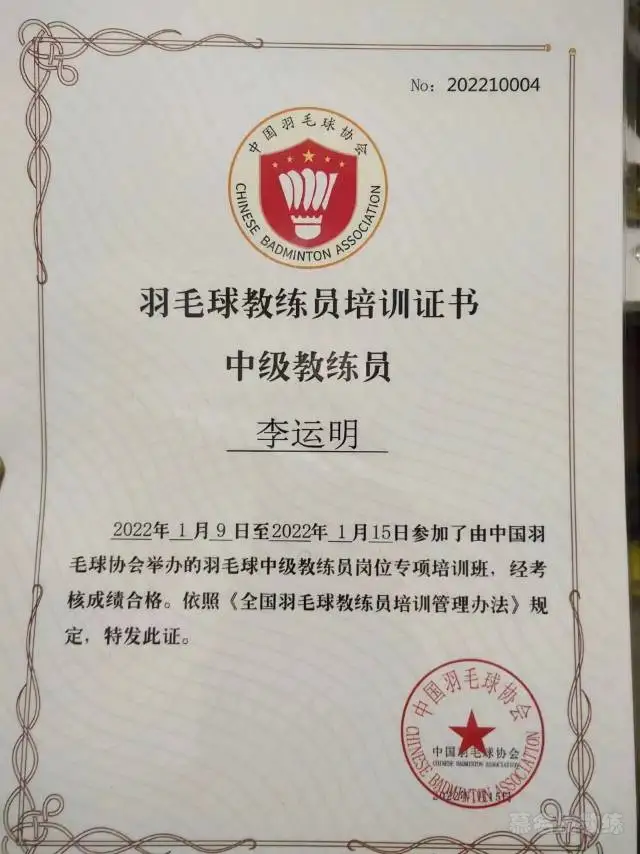 No: 202210004
中国羽毛球协会
CHINESE BADMINTON ASSOCIATION
羽毛球教练员培训证书
中级教练员
李运明
2022年 1月 9日至2022年 1月15日参加了由中国羽
毛球协会举办的羽毛球中级教练员岗位专项培训班，经考
核成绩合格。依照《全国羽毛球教练员培训管理办法》规
定，特发此证。
中国羽毛球协会
中国羽毛球协会
CHINESE BADMINTON ASSOCIATION
CHINESE BADMINTON ASSOCIATION